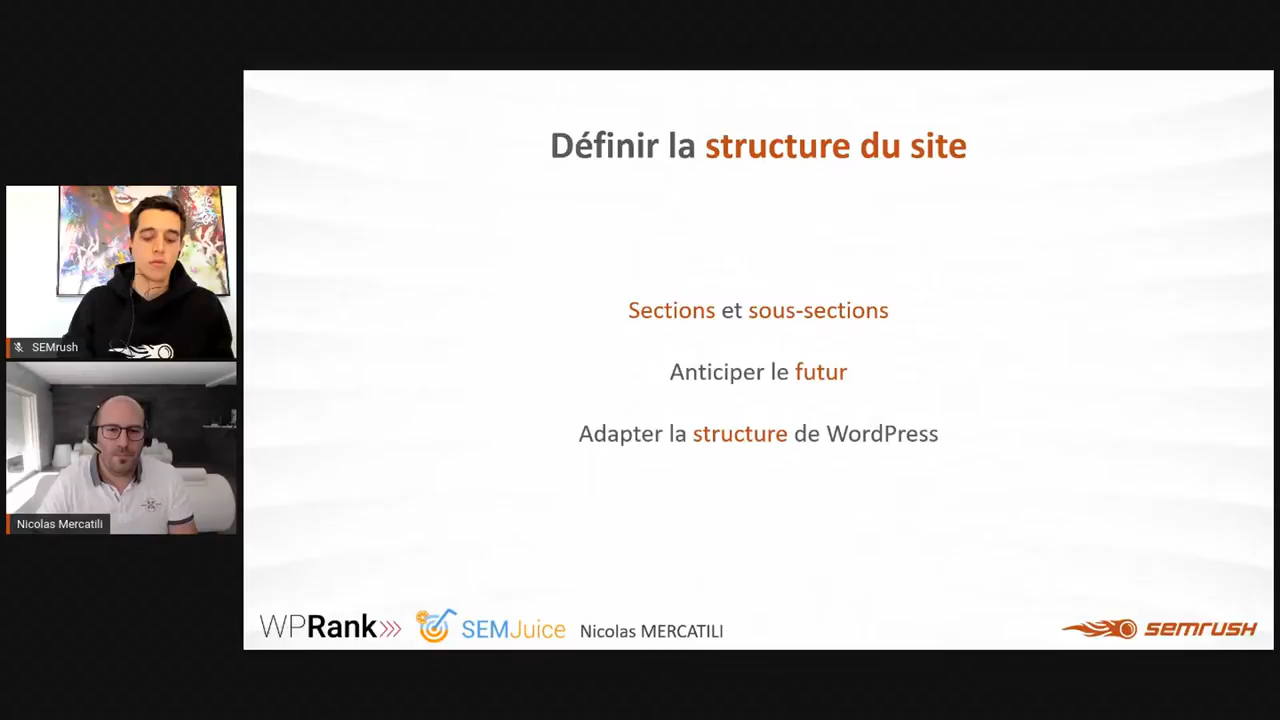 Définir la structure du site
Sections et sous-sections
Anticiper le futur
Adapter la structure de WordPress
SEMrush
Nicolas Mercatili
WPRank
SEMJuice
Nicolas MERCATILI
semrush